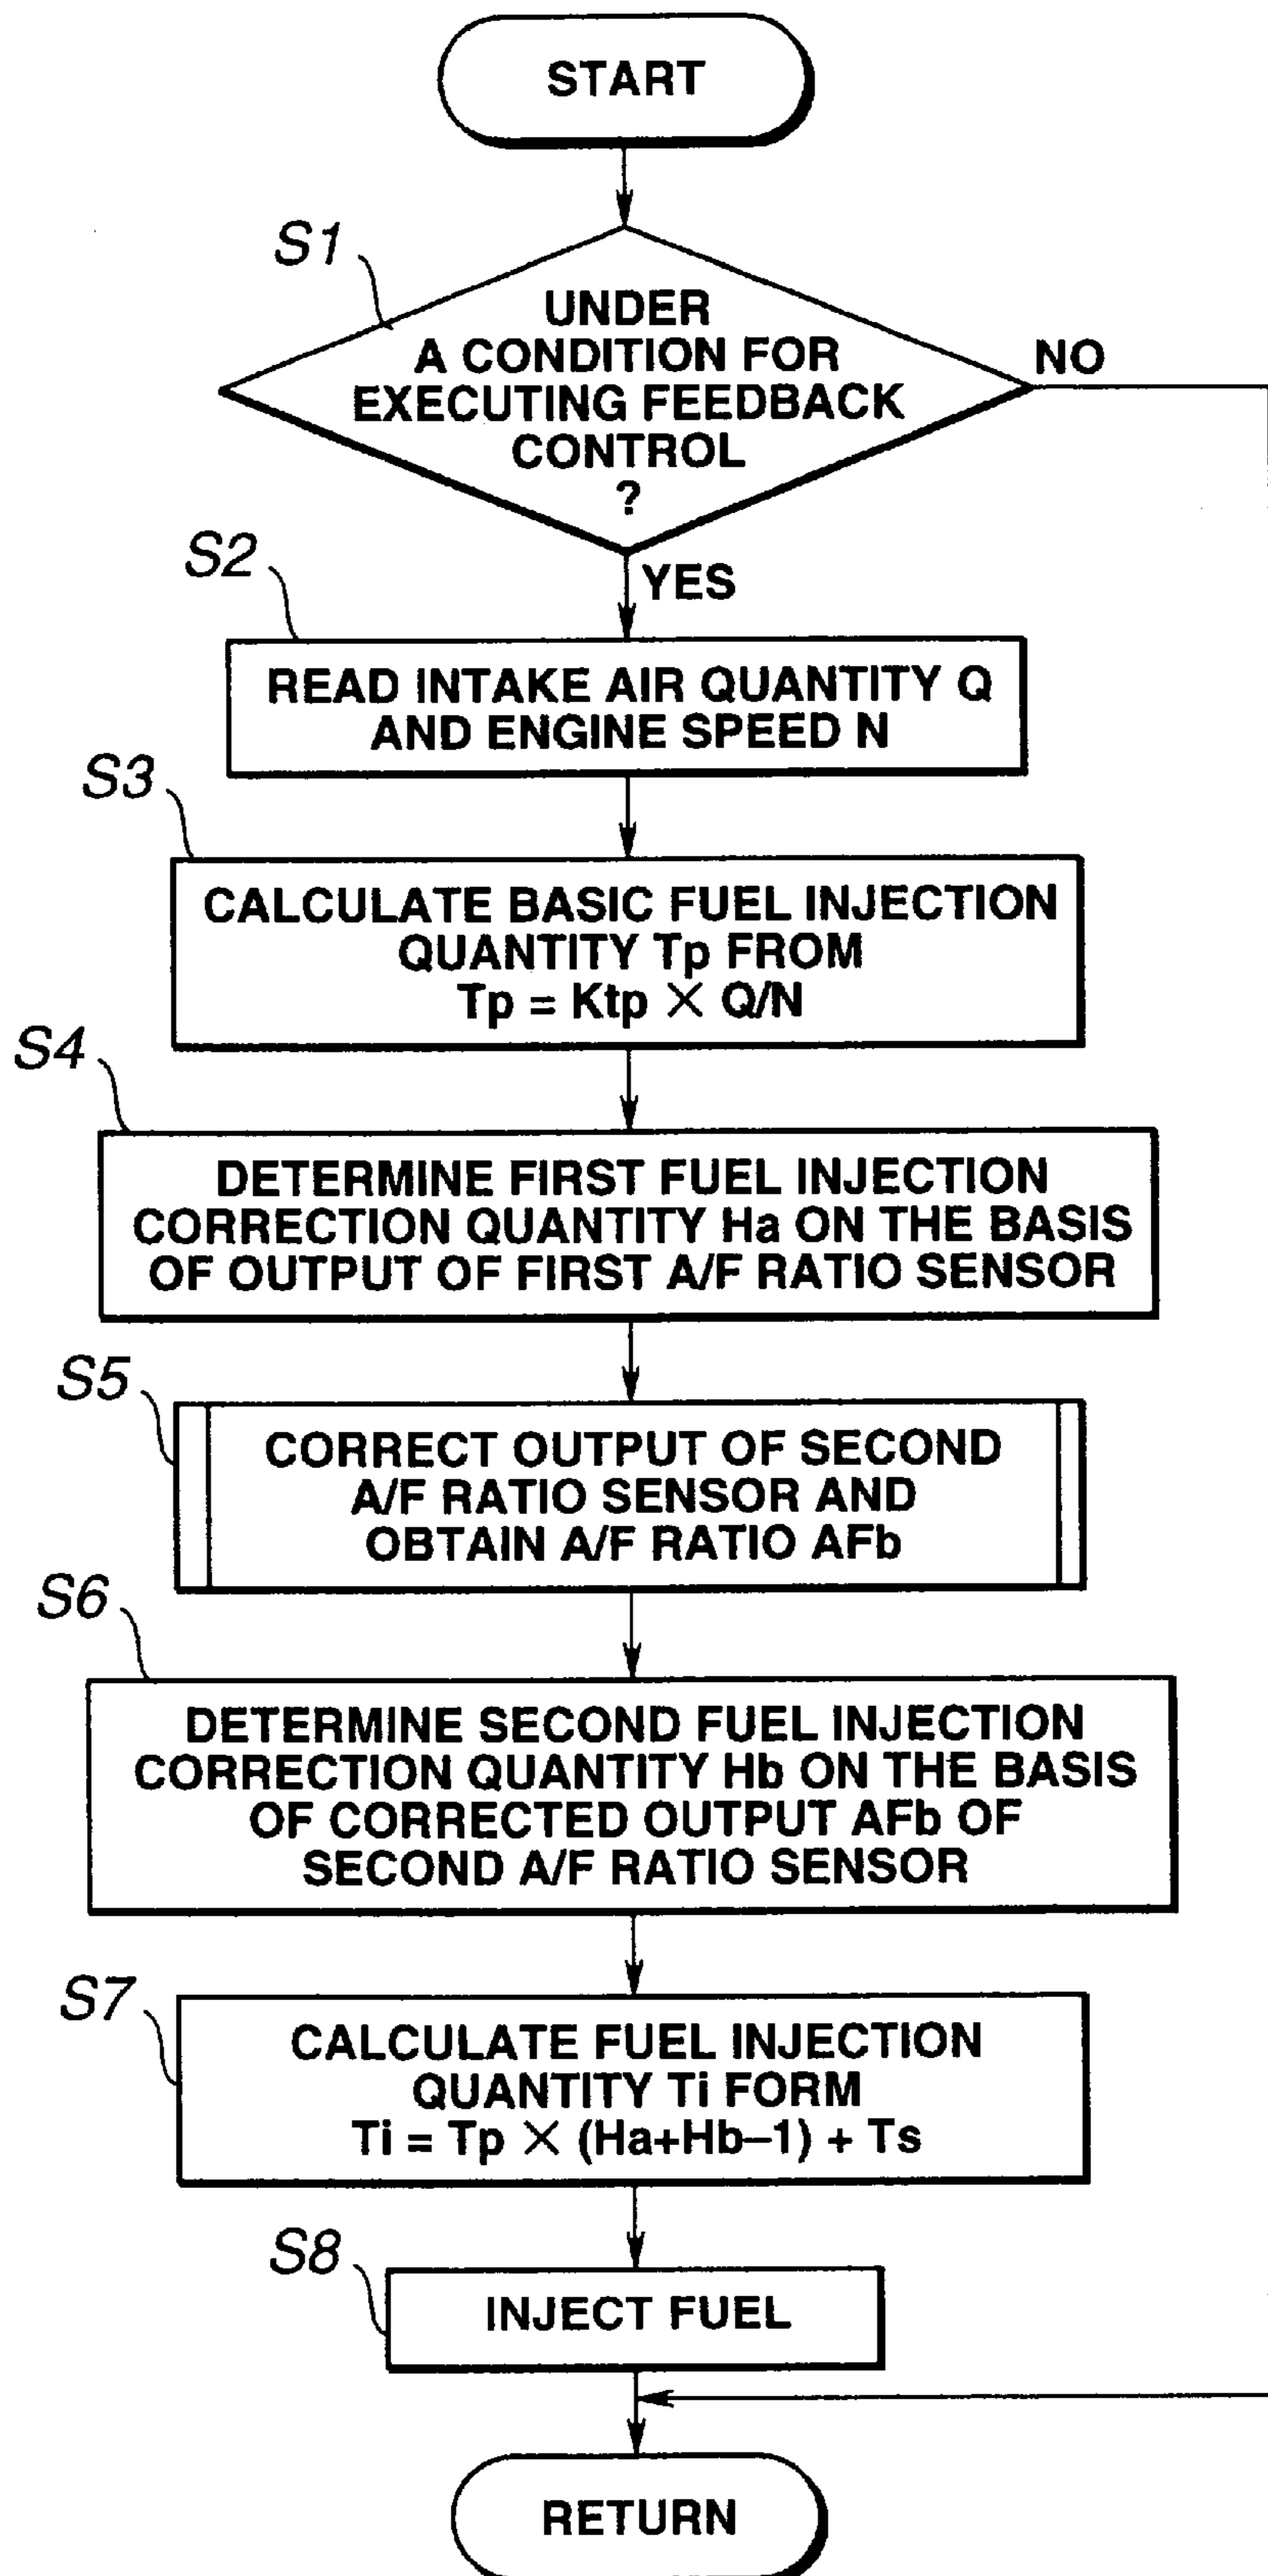 START
S1
UNDER
A CONDITION FOR
EXECUTING FEEDBACK
CONTROL
?
NO
YES
S2
READ INTAKE AIR QUANTITY Q
AND ENGINE SPEED N
S3
CALCULATE BASIC FUEL INJECTION
QUANTITY Tp FROM
Tp = Ktp × Q/N
S4
DETERMINE FIRST FUEL INJECTION
CORRECTION QUANTITY Ha ON THE BASIS
OF OUTPUT OF FIRST A/F RATIO SENSOR
S5
CORRECT OUTPUT OF SECOND
A/F RATIO SENSOR AND
OBTAIN A/F RATIO AFb
S6
DETERMINE SECOND FUEL INJECTION
CORRECTION QUANTITY Hb ON THE BASIS
OF CORRECTED OUTPUT AFb OF
SECOND A/F RATIO SENSOR
S7
CALCULATE FUEL INJECTION
QUANTITY Ti FORM
Ti = Tp × (Ha+Hb–1) + Ts
S8
INJECT FUEL
RETURN